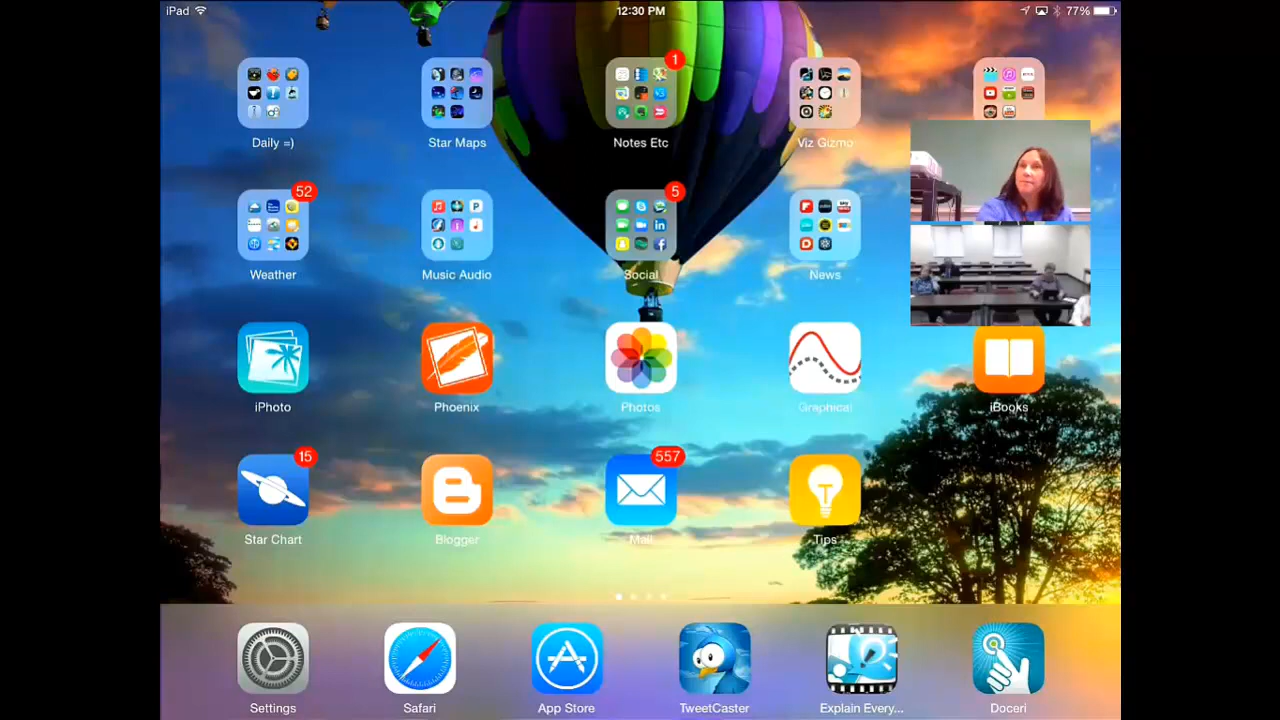 iPad 12:30 PM 77%
1
Daily =) Star Maps Notes Etc Viz Gizmo
52 5
Weather Music Audio Social News
iPhoto Phoenix Photos Graphical iBooks
15 557
Star Chart Blogger Mail Tips
Settings Safari App Store TweetCaster Explain Every... Doceri